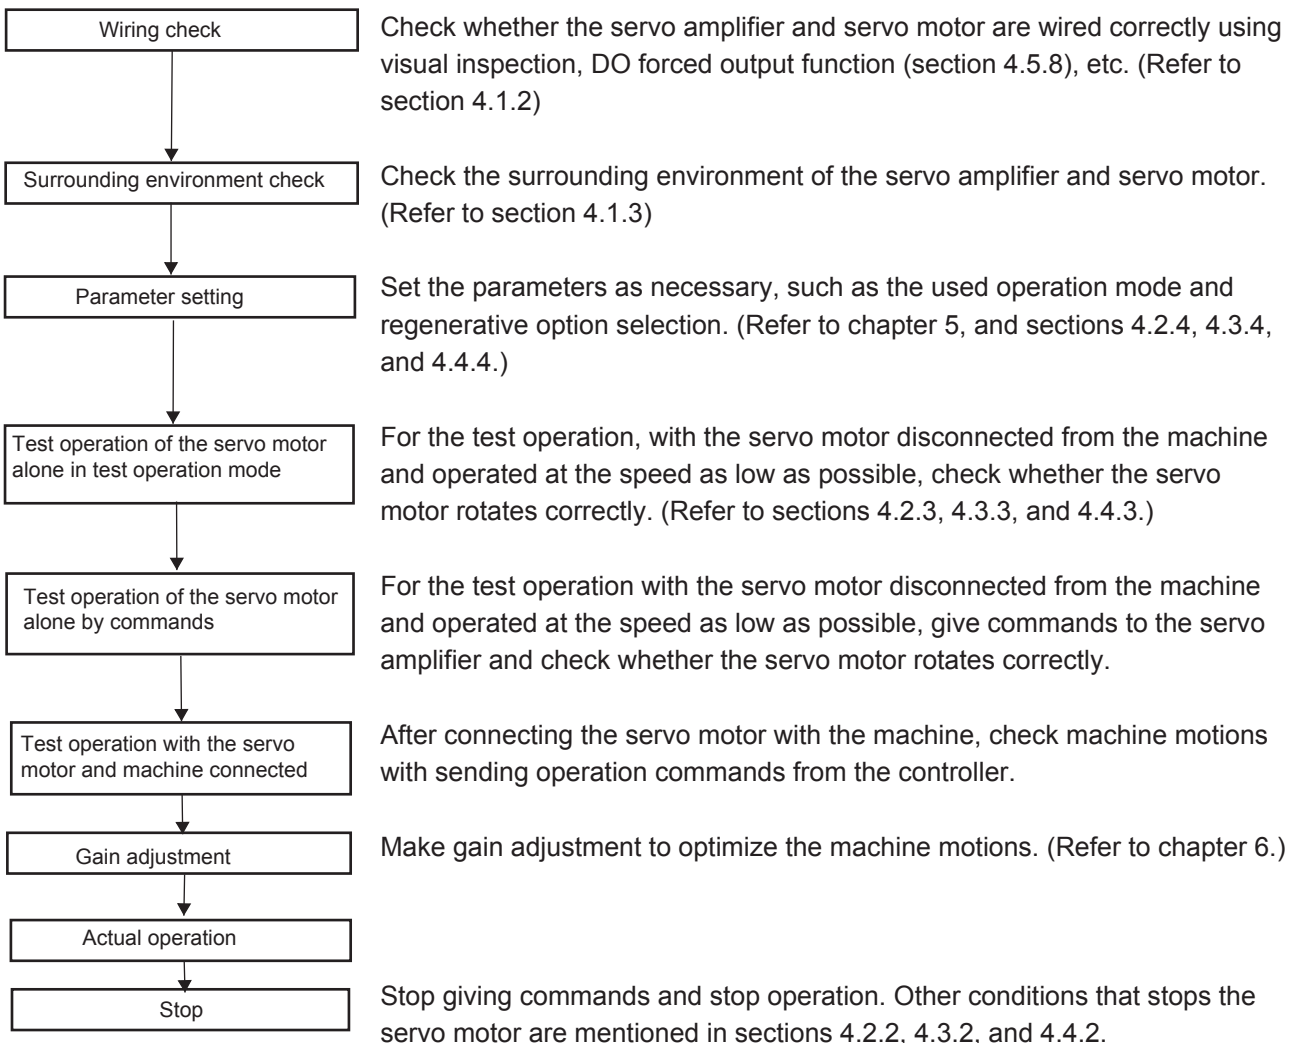 Wiring check
Check whether the servo amplifier and servo motor are wired correctly using
visual inspection, DO forced output function (section 4.5.8), etc. (Refer to
section 4.1.2)
Surrounding environment check
Check the surrounding environment of the servo amplifier and servo motor.
(Refer to section 4.1.3)
Parameter setting
Set the parameters as necessary, such as the used operation mode and
regenerative option selection. (Refer to chapter 5, and sections 4.2.4, 4.3.4,
and 4.4.4.)
Test operation of the servo motor
alone in test operation mode
For the test operation, with the servo motor disconnected from the machine
and operated at the speed as low as possible, check whether the servo
motor rotates correctly. (Refer to sections 4.2.3, 4.3.3, and 4.4.3.)
Test operation of the servo motor
alone by commands
For the test operation with the servo motor disconnected from the machine
and operated at the speed as low as possible, give commands to the servo
amplifier and check whether the servo motor rotates correctly.
Test operation with the servo
motor and machine connected
After connecting the servo motor with the machine, check machine motions
with sending operation commands from the controller.
Gain adjustment
Make gain adjustment to optimize the machine motions. (Refer to chapter 6.)
Actual operation
Stop
Stop giving commands and stop operation. Other conditions that stops the
servo motor are mentioned in sections 4.2.2, 4.3.2, and 4.4.2.